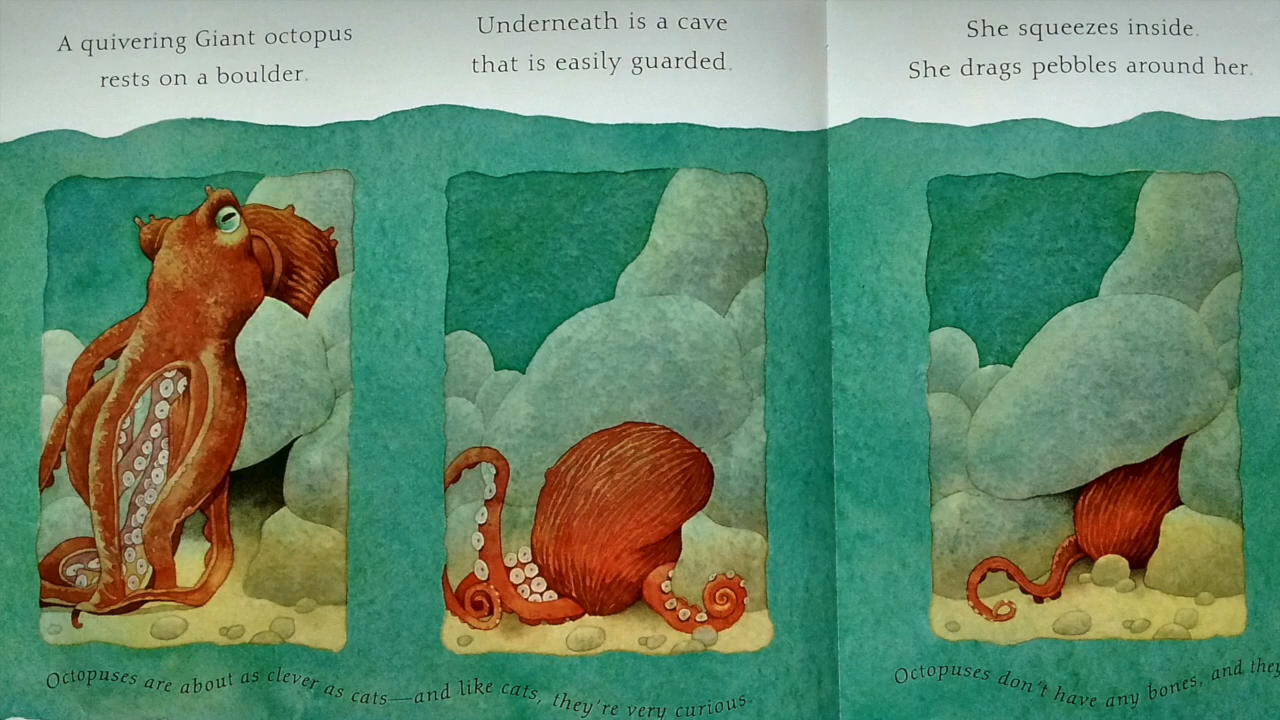 A quivering Giant octopus
rests on a boulder.
Underneath is a cave
that is easily guarded.
She squeezes inside.
She drags pebbles around her.
Octopuses are about as clever as cats—and like cats, they're very curious.
Octopuses don't have any bones, and they